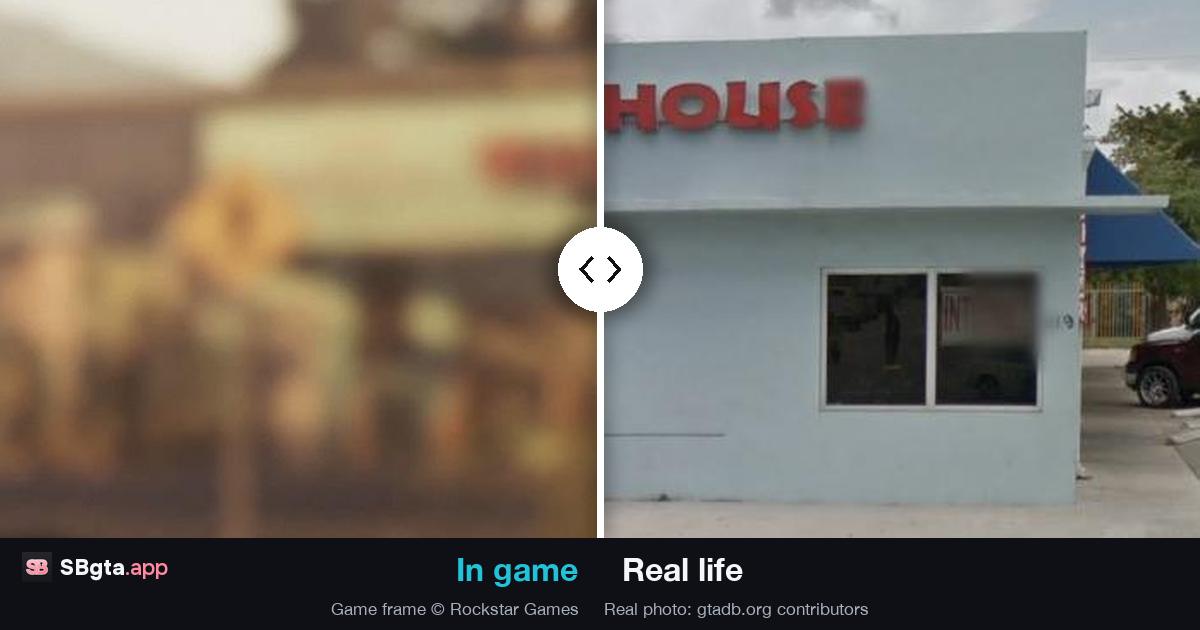 HOUSE
SBgta.app
In game
Real life
Game frame © Rockstar Games
Real photo: gtadb.org contributors